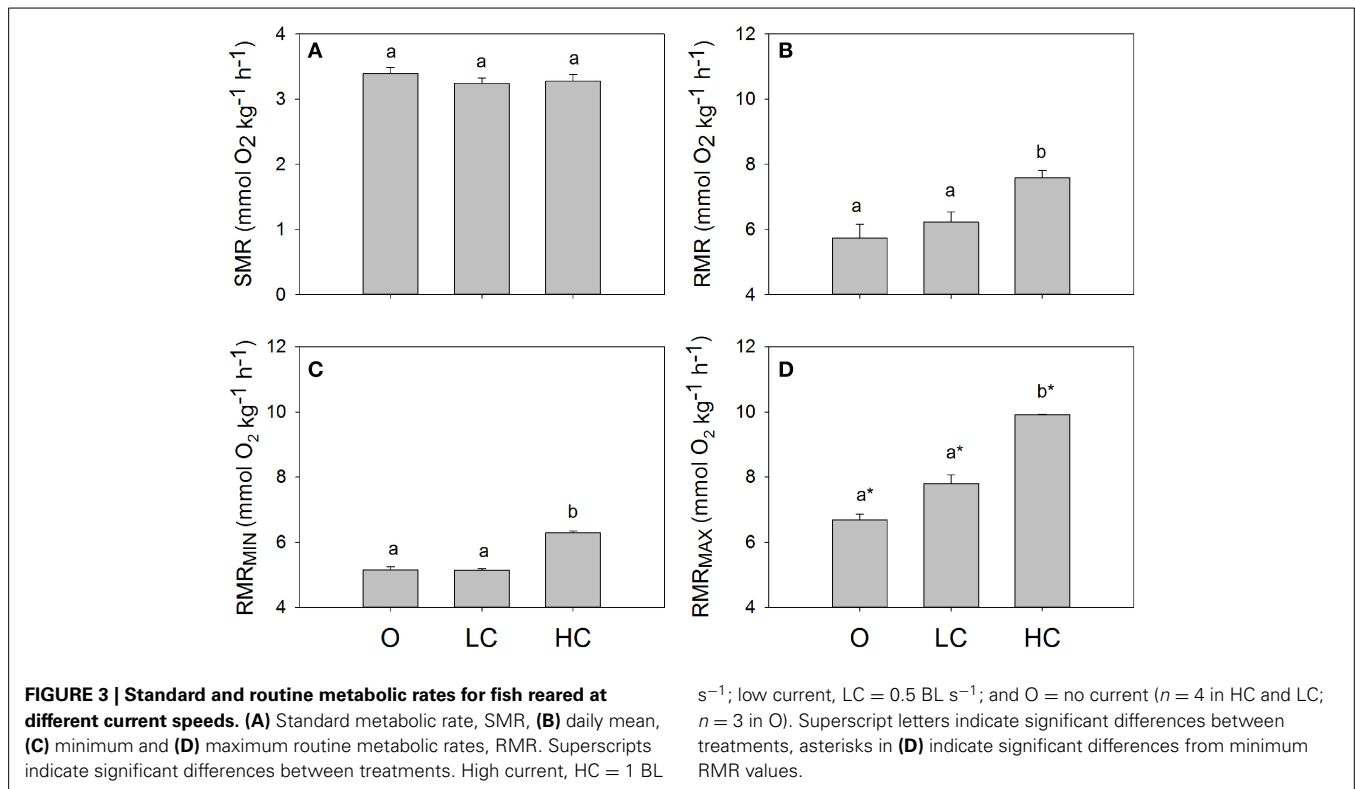 A
SMR (mmol O2 kg-1 h-1)
4
3
2
1
0
a
a
a
B
RMR (mmol O2 kg-1 h-1)
12
10
8
6
4
a
a
b
C
RMRMIN (mmol O2 kg-1 h-1)
12
10
8
6
4
a
a
b
O
LC
HC
D
RMRMAX (mmol O2 kg-1 h-1)
12
10
8
6
4
a*
a*
b*
O
LC
HC
FIGURE 3 | Standard and routine metabolic rates for fish reared at
different current speeds. (A) Standard metabolic rate, SMR, (B) daily mean,
(C) minimum and (D) maximum routine metabolic rates, RMR. Superscripts
indicate significant differences between treatments. High current, HC = 1 BL
s−1; low current, LC = 0.5 BL s−1; and O = no current (n = 4 in HC and LC;
n = 3 in O). Superscript letters indicate significant differences between
treatments, asterisks in (D) indicate significant differences from minimum
RMR values.